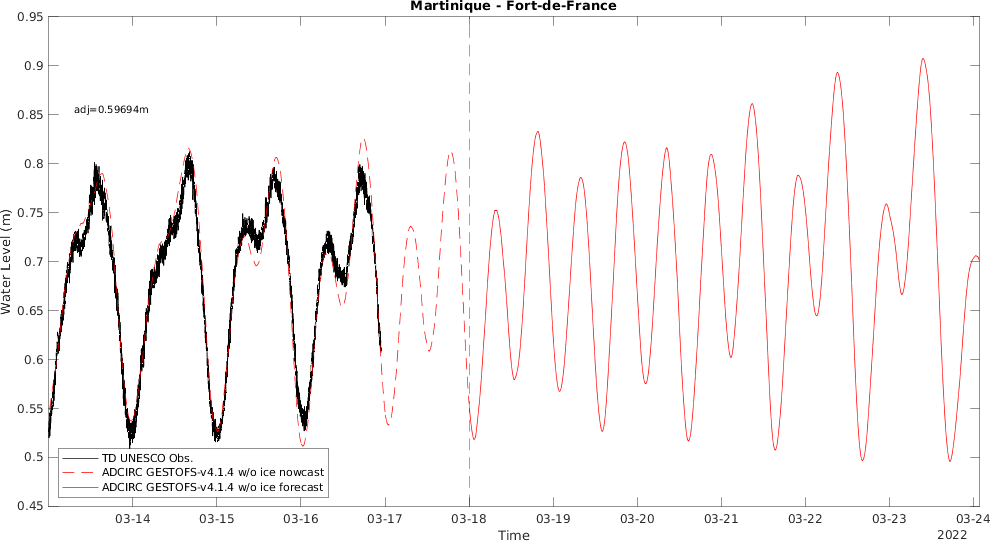 Martinique - Fort-de-France
0.95
0.9
0.85
0.8
0.75
0.7
0.65
0.6
0.55
0.5
0.45
Water Level (m)
adj=0.59694m
TD UNESCO Obs.
ADCIRC GESTOFS-v4.1.4 w/o ice nowcast
ADCIRC GESTOFS-v4.1.4 w/o ice forecast
03-14 03-15 03-16 03-17 03-18 03-19 03-20 03-21 03-22 03-23 03-24
Time
2022